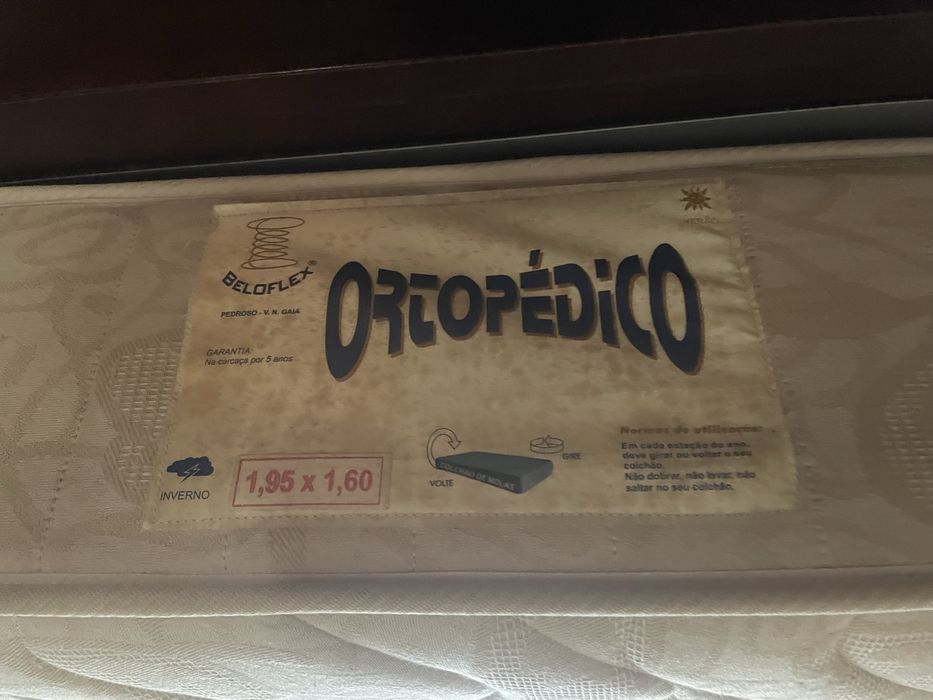 VERÃO
BELOFLEX®
ORTOPÉDiCO
PEDROSO - V. N. GAIA
GARANTIA:
Na carcaça por 5 anos
INVERNO
1,95 x 1,60
VOLTE
COLCHÃO DE MOLAS
GIRE
Normas de utilização:
Em cada estação do ano,
deve girar ou voltar o seu
colchão.
Não dobrar, não lavar, não
saltar no seu colchão.